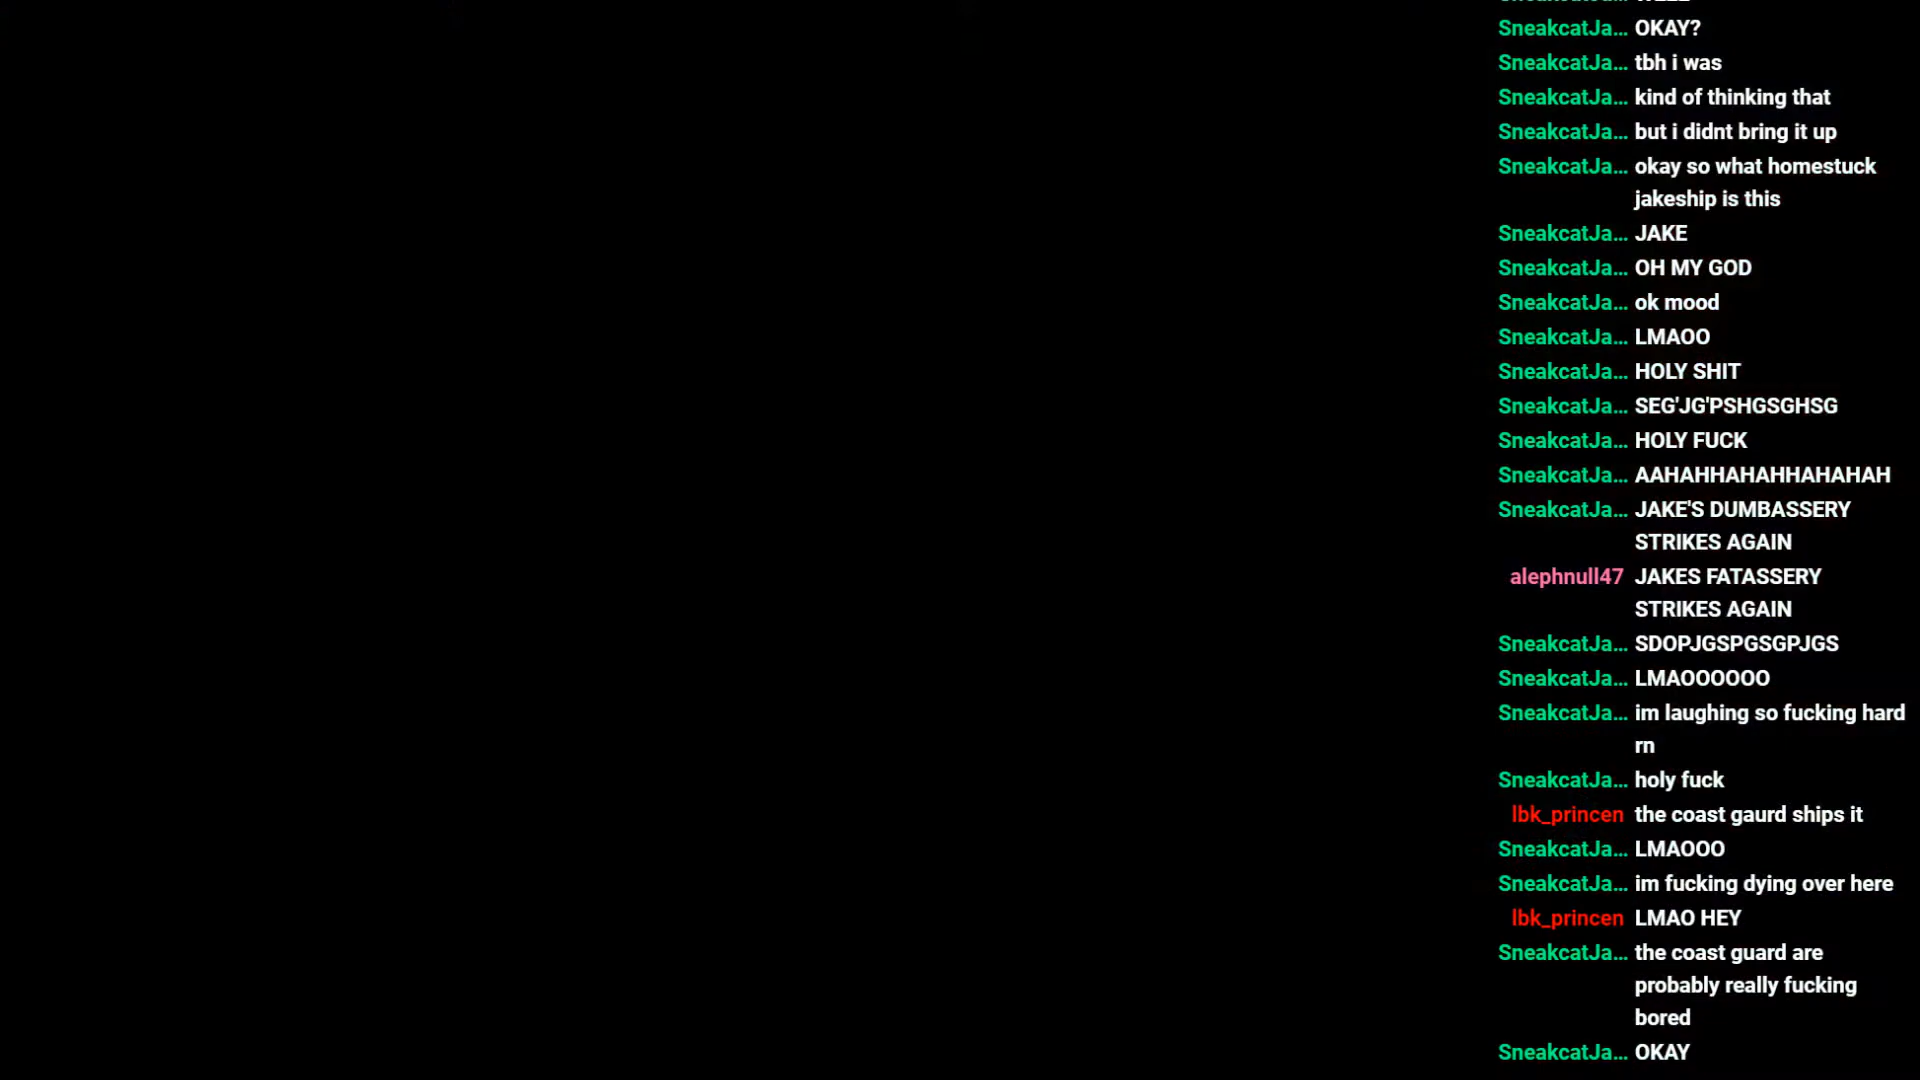 SneakcatJa... OKAY?
SneakcatJa... tbh i was
SneakcatJa... kind of thinking that
SneakcatJa... but i didnt bring it up
SneakcatJa... okay so what homestuck
jakeship is this
SneakcatJa... JAKE
SneakcatJa... OH MY GOD
SneakcatJa... ok mood
SneakcatJa... LMAOO
SneakcatJa... HOLY SHIT
SneakcatJa... SEG'JG'PSHGSGHSG
SneakcatJa... HOLY FUCK
SneakcatJa... AAHAHHAHAHHAHAHAH
SneakcatJa... JAKE'S DUMBASSERY
STRIKES AGAIN
alephnull47 JAKES FATASSERY
STRIKES AGAIN
SneakcatJa... SDOPJGSPGSGPJGS
SneakcatJa... LMAOOOOOO
SneakcatJa... im laughing so fucking hard
rn
SneakcatJa... holy fuck
lbk_princen the coast gaurd ships it
SneakcatJa... LMAOOO
SneakcatJa... im fucking dying over here
lbk_princen LMAO HEY
SneakcatJa... the coast guard are
probably really fucking
bored
SneakcatJa... OKAY